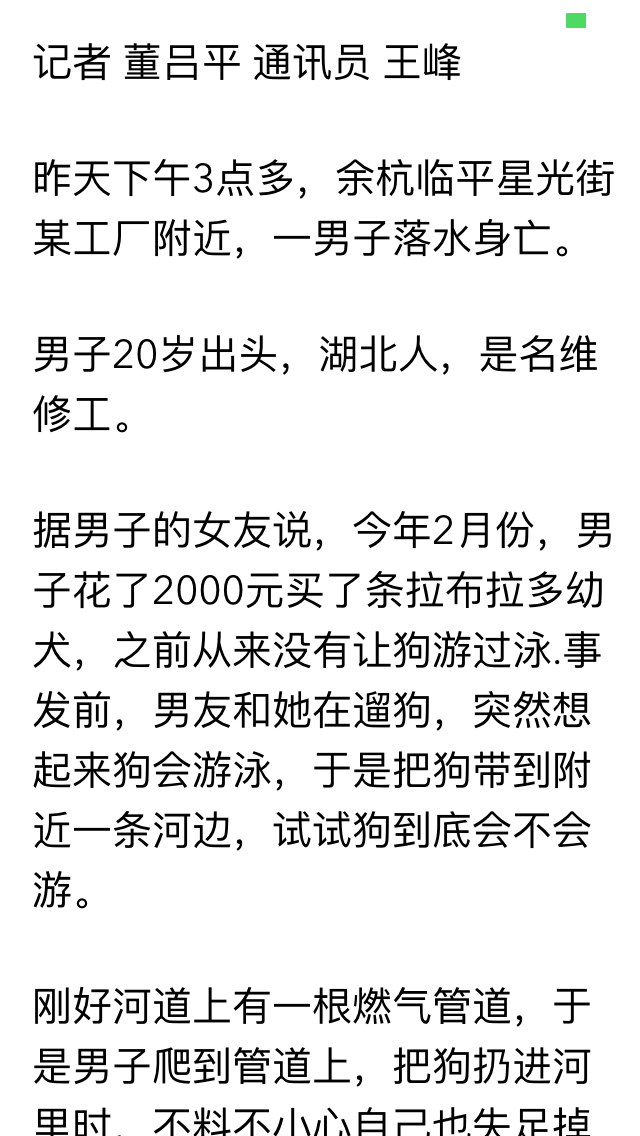 记者 董吕平 通讯员 王峰
昨天下午3点多，余杭临平星光街
某工厂附近，一男子落水身亡。
男子20岁出头，湖北人，是名维
修工。
据男子的女友说，今年2月份，男
子花了2000元买了条拉布拉多幼
犬，之前从来没有让狗游过泳.事
发前，男友和她在遛狗，突然想
起来狗会游泳，于是把狗带到附
近一条河边，试试狗到底会不会
游。
刚好河道上有一根燃气管道，于
是男子爬到管道上，把狗扔进河
里时，不料不小心自己也失足掉